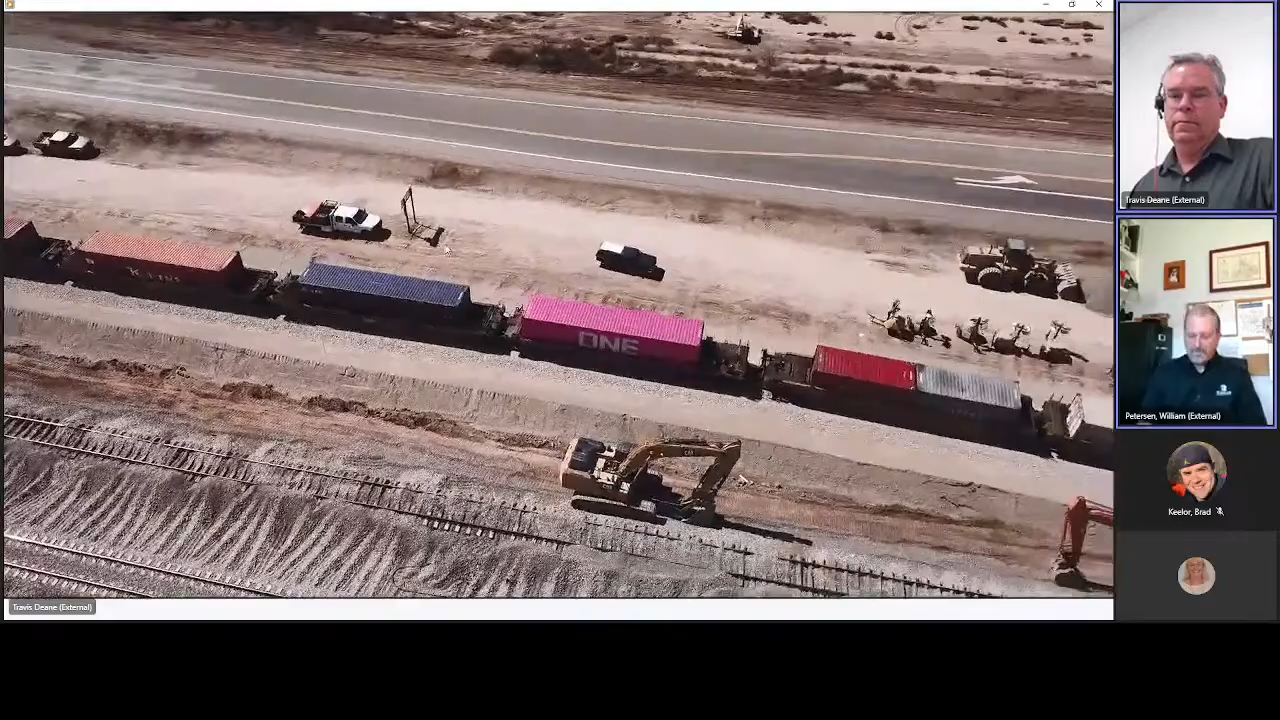 ONE
Travis Deane (External)
Travis Deane (External)
Petersen, William (External)
Keelor, Brad